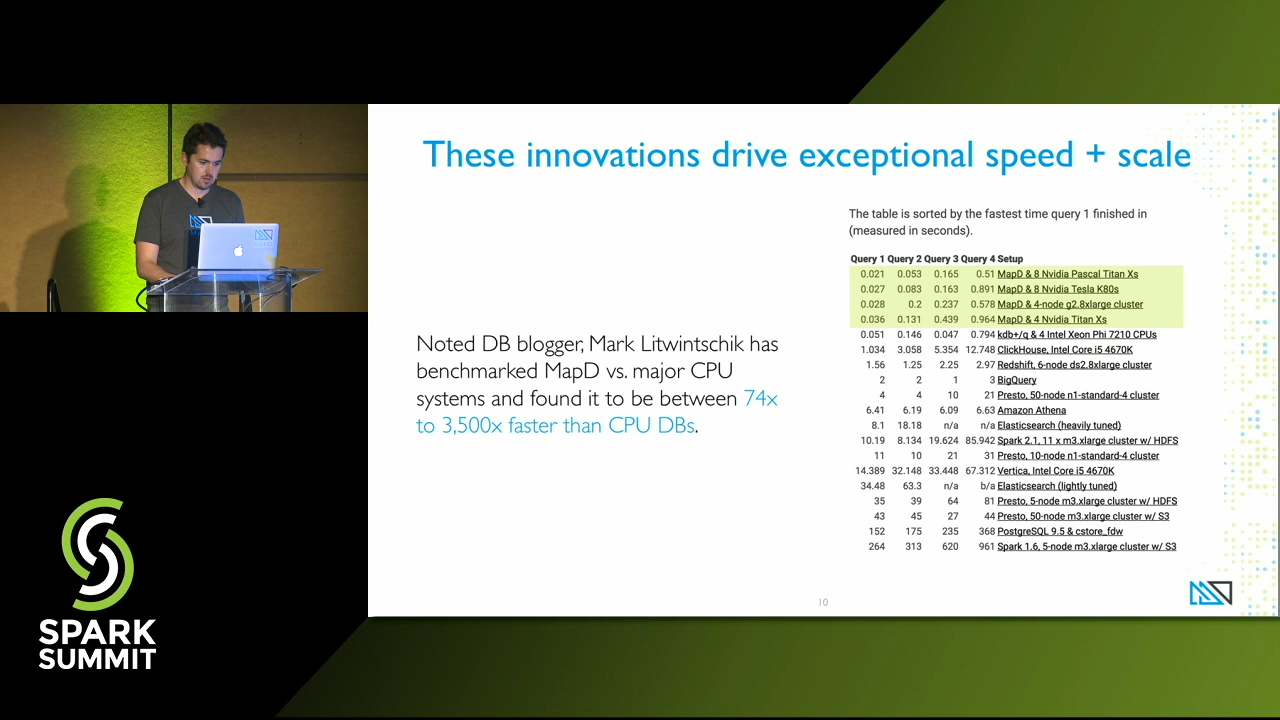 These innovations drive exceptional speed + scale
The table is sorted by the fastest time query 1 finished in
(measured in seconds).
Query 1 Query 2 Query 3 Query 4 Setup
0.021 0.053 0.165 0.51 MapD & 8 Nvidia Pascal Titan Xs
0.027 0.083 0.163 0.891 MapD & 8 Nvidia Tesla K80s
0.028 0.2 0.237 0.578 MapD & 4-node g2.8xlarge cluster
0.036 0.131 0.439 0.964 MapD & 4 Nvidia Titan Xs
0.051 0.146 0.047 0.794 kdb+/q & 4 Intel Xeon Phi 7210 CPUs
1.034 3.058 5.354 12.748 ClickHouse, Intel Core i5 4670K
1.56 1.25 2.25 2.97 Redshift, 6-node ds2.8xlarge cluster
2 2 1 3 BigQuery
4 4 10 21 Presto, 50-node n1-standard-4 cluster
6.41 6.19 6.09 6.63 Amazon Athena
8.1 18.18 n/a n/a Elasticsearch (heavily tuned)
10.19 8.134 19.624 85.942 Spark 2.1, 11 x m3.xlarge cluster w/ HDFS
11 10 21 31 Presto, 10-node n1-standard-4 cluster
14.389 32.148 33.448 67.312 Vertica, Intel Core i5 4670K
34.48 63.3 n/a b/a Elasticsearch (lightly tuned)
35 39 64 81 Presto, 5-node m3.xlarge cluster w/ HDFS
43 45 27 44 Presto, 50-node m3.xlarge cluster w/ S3
152 175 235 368 PostgreSQL 9.5 & cstore_fdw
264 313 620 961 Spark 1.6, 5-node m3.xlarge cluster w/ S3
Noted DB blogger, Mark Litwintschik has
benchmarked MapD vs. major CPU
systems and found it to be between 74x
to 3,500x faster than CPU DBs.
10
SPARK
SUMMIT